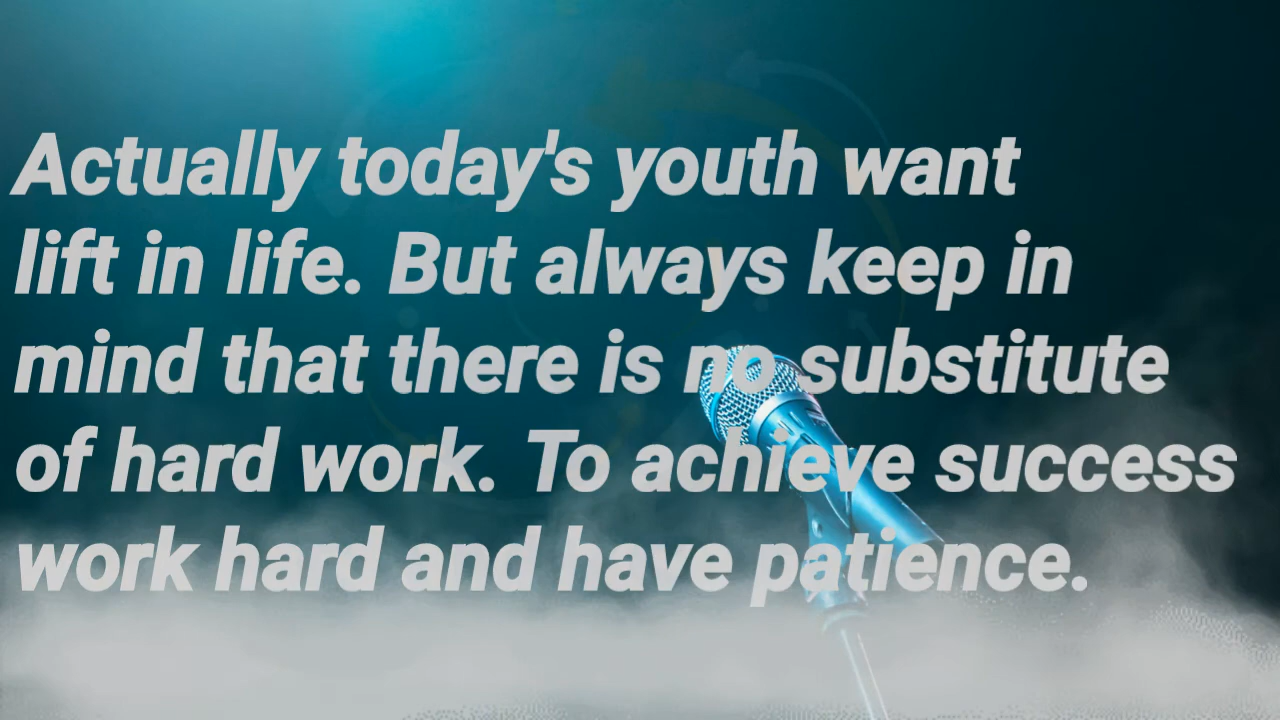 Actually today's youth want
lift in life. But always keep in
mind that there is no substitute
of hard work. To achieve success
work hard and have patience.